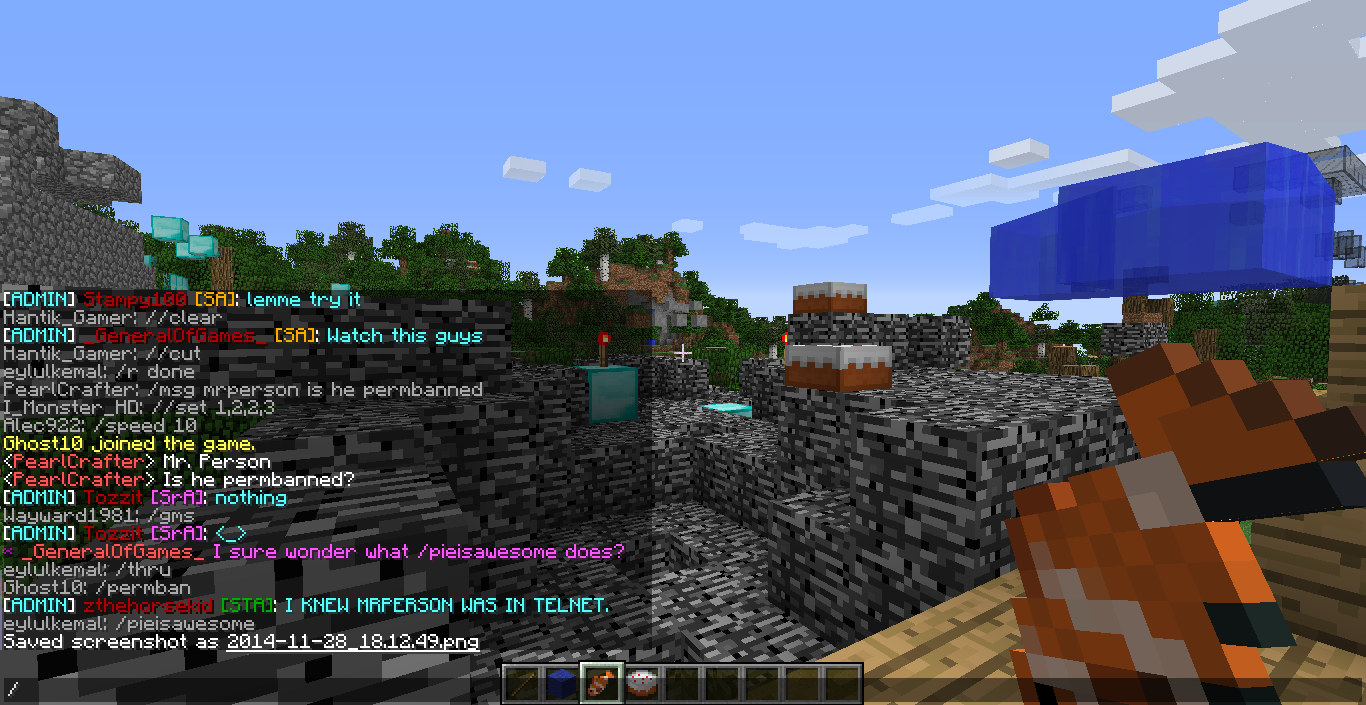 [ADMIN] Stampy100 [SA]: lemme try it
Hantik_Gamer: //clear
[ADMIN] _GeneralOfGames_ [SA]: Watch this guys
Hantik_Gamer: //cut
eylulkemal: /r done
PearlCrafter: /msg mrperson is he permbanned
I_Monster_HD: //set 1,2,2,3
Alec922: /speed 10
Ghost10 joined the game.
<PearlCrafter> Mr. Person
<PearlCrafter> Is he permbanned?
[ADMIN] Tozzit [SrA]: nothing
Wayward1981: /gms
[ADMIN] Tozzit [SrA]: <_>
* _GeneralOfGames_ I sure wonder what /pieisawesome does?
eylulkemal: /thru
Ghost10: /permban
[ADMIN] zthehorsekid [STA]: I KNEW MRPERSON WAS IN TELNET.
eylulkemal: /pieisawesome
Saved screenshot as 2014-11-28_18.12.49.png
/